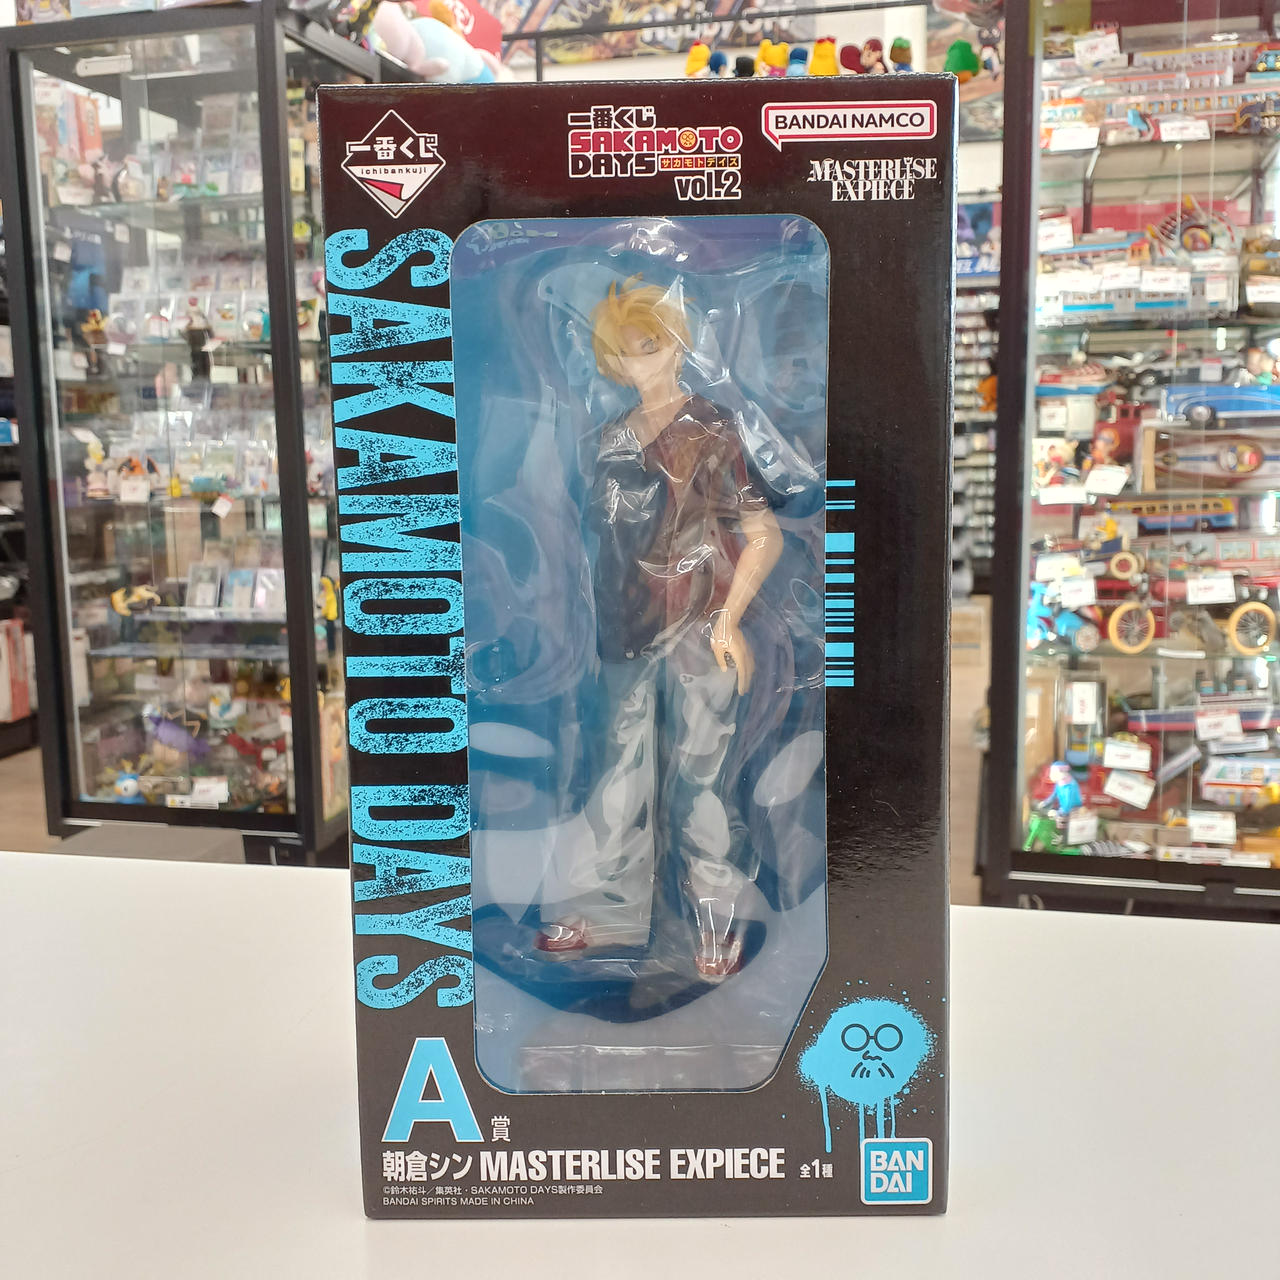 HOBBY OFF
一番くじ
ichibankuji
一番くじ
SAKAMOTO
DAYS サカモトデイズ
vol.2
BANDAI NAMCO
MASTERLISE
EXPIECE
SAKAMOTO DAYS
A賞
朝倉シン MASTERLISE EXPIECE 全1種
©鈴木祐斗/集英社・SAKAMOTO DAYS製作委員会
BANDAI SPIRITS MADE IN CHINA
BAN
DAI